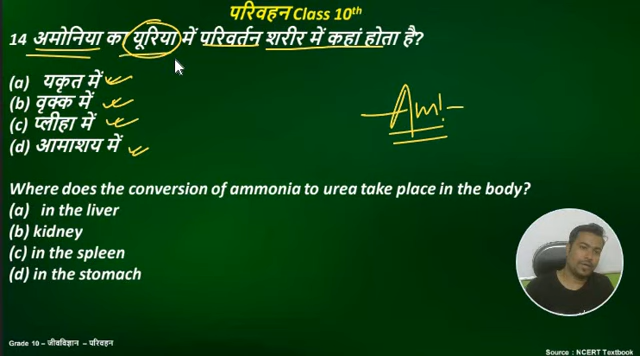 परिवहन Class 10th
14 अमोनिया का यूरिया में परिवर्तन शरीर में कहां होता है?
(a) यकृत में
(b) वृक्क में
(c) प्लीहा में
(d) आमाशय में
Am!
Where does the conversion of ammonia to urea take place in the body?
(a) in the liver
(b) kidney
(c) in the spleen
(d) in the stomach
Grade 10 – जीवविज्ञान – परिवहन
Source : NCERT Textbook